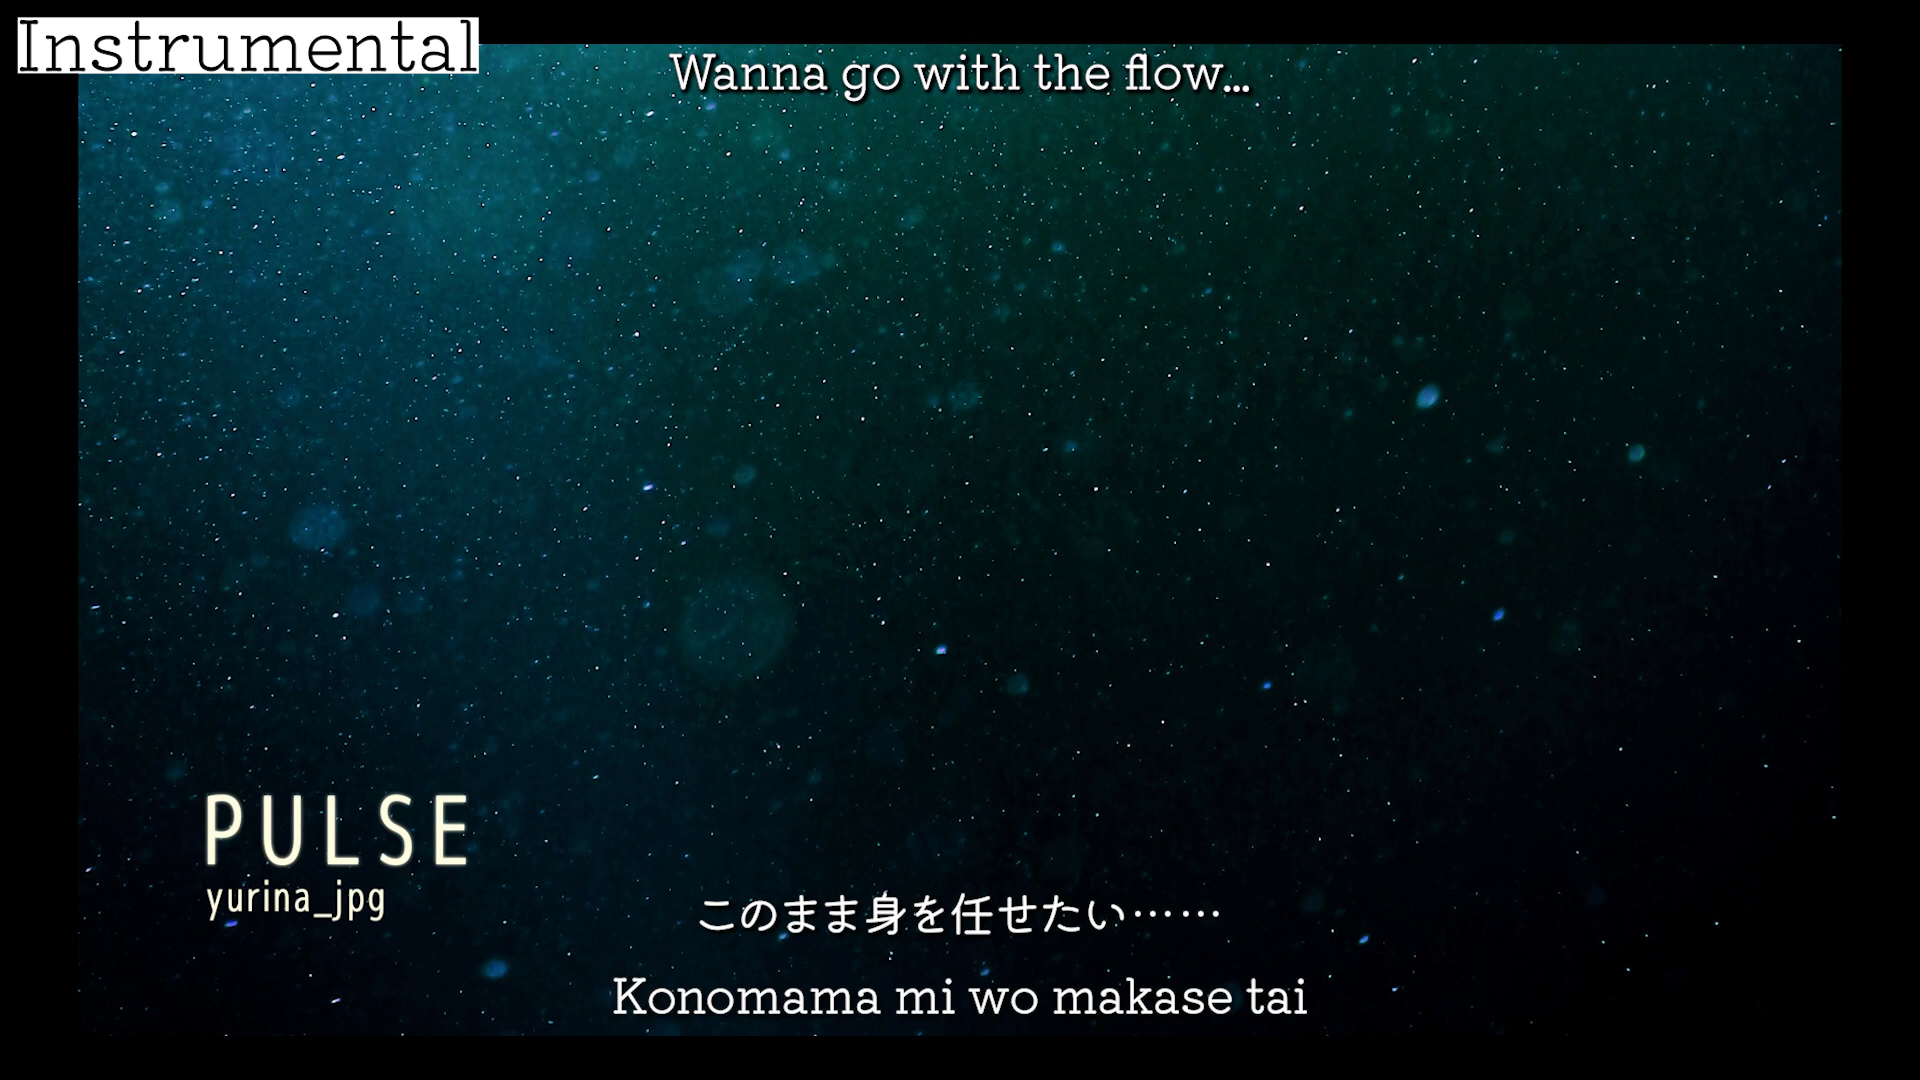 Instrumental
Wanna go with the flow...
PULSE
yurina_jpg
このまま身を任せたい……
Konomama mi wo makase tai